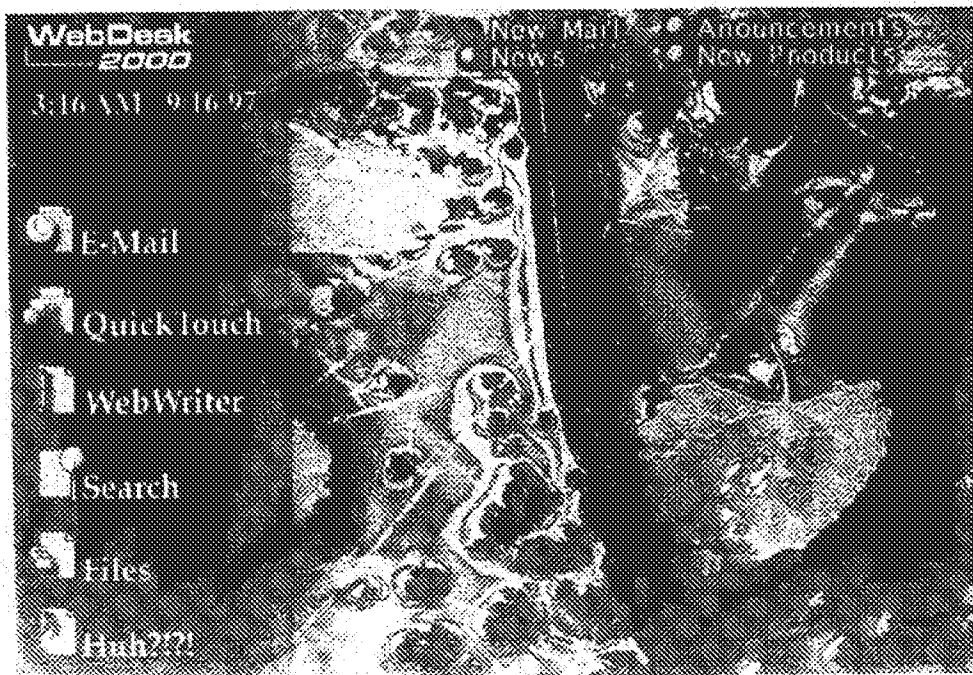 WebDesk
2000
New Mail Anouncements
News New Products
3:16 AM 9 16 97
E-Mail
QuickTouch
WebWriter
Search
Files
Huh?!?!